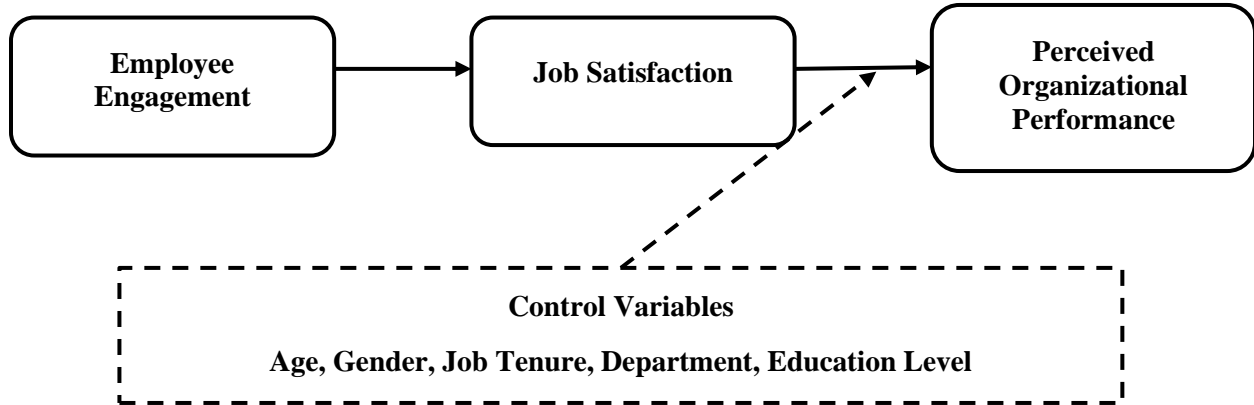 Employee
Engagement
Job Satisfaction
Perceived
Organizational
Performance
Control Variables
Age, Gender, Job Tenure, Department, Education Level